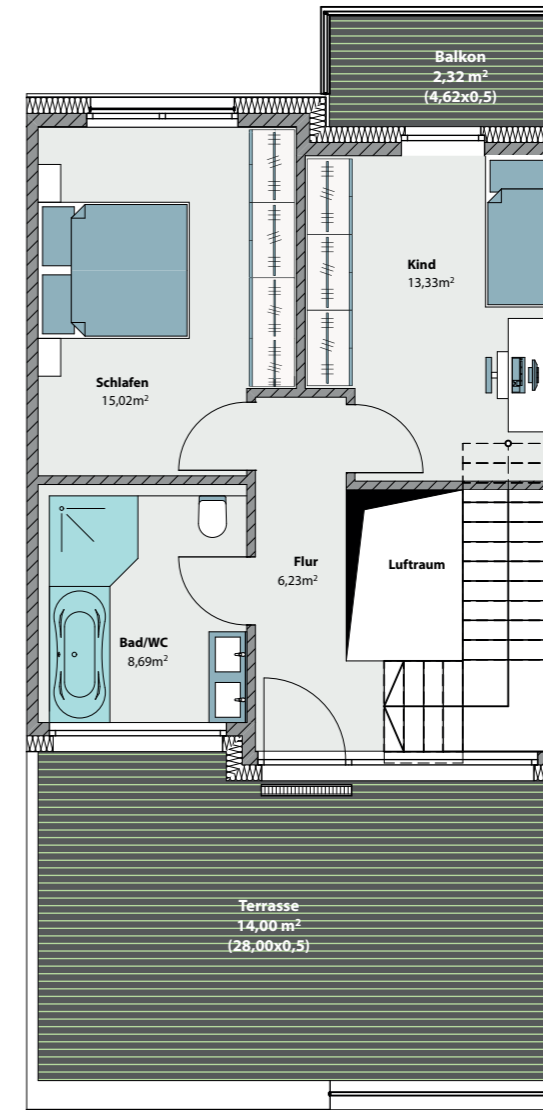 Balkon
2,32 m²
(4,62x0,5)
Kind
13,33m²
Schlafen
15,02m²
Flur
6,23m²
Luftraum
Bad/WC
8,69m²
Terrasse
14,00 m²
(28,00x0,5)